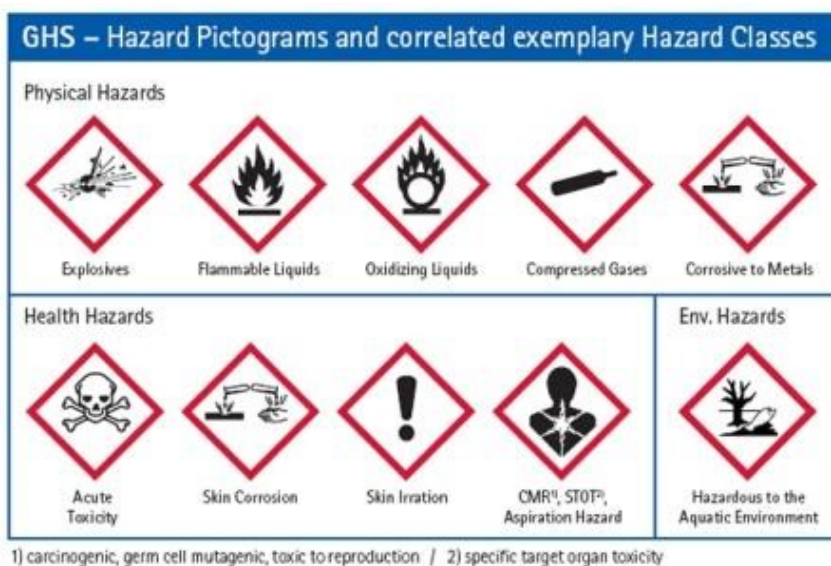 GHS – Hazard Pictograms and correlated exemplary Hazard Classes
Physical Hazards
Explosives
Flammable Liquids
Oxidizing Liquids
Compressed Gases
Corrosive to Metals
Health Hazards
Acute
Toxicity
Skin Corrosion
Skin Irration
CMR¹⁾, STOT²⁾,
Aspiration Hazard
Env. Hazards
Hazardous to the
Aquatic Environment
1) carcinogenic, germ cell mutagenic, toxic to reproduction / 2) specific target organ toxicity